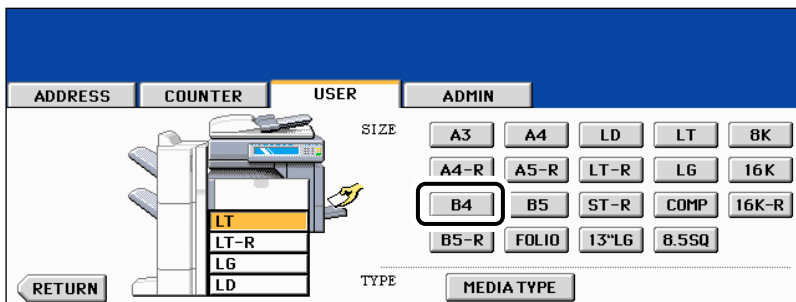 ADDRESS COUNTER USER ADMIN
SIZE A3 A4 LD LT 8K
A4-R A5-R LT-R LG 16K
B4 B5 ST-R COMP 16K-R
B5-R FOLIO 13"LG 8.5SQ
LT
LT-R
LG
LD
RETURN TYPE MEDIA TYPE